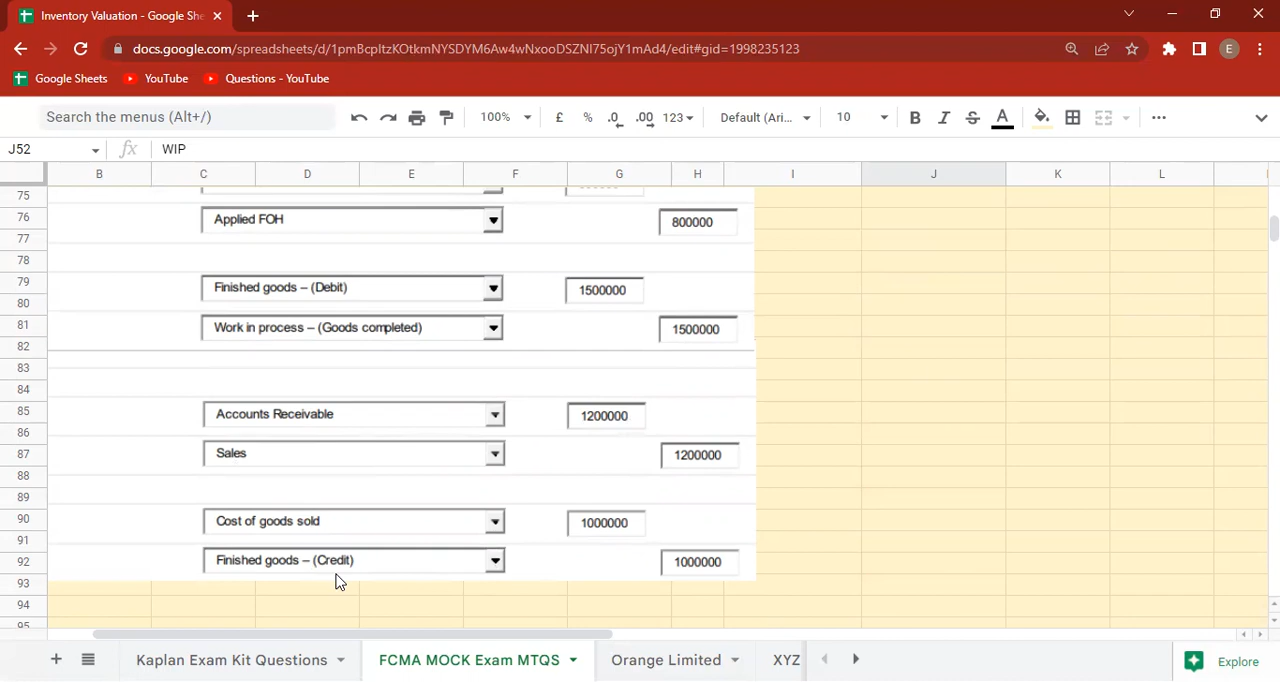 Inventory Valuation - Google She
docs.google.com/spreadsheets/d/1pmBcpItzKOtkmNYSDYM6Aw4wNxooDSZNI75ojY1mAd4/edit#gid=1998235123
E
Google Sheets YouTube Questions - YouTube
Search the menus (Alt+/) 100% £ % .0 .00 123 Default (Ari... 10 B I S A
J52 fx WIP
B C D E F G H I J K L
75
76 Applied FOH 800000
77
78
79 Finished goods – (Debit) 1500000
80
81 Work in process – (Goods completed) 1500000
82
83
84
85 Accounts Receivable 1200000
86
87 Sales 1200000
88
89
90 Cost of goods sold 1000000
91
92 Finished goods – (Credit) 1000000
93
94
95
Kaplan Exam Kit Questions FCMA MOCK Exam MTQS Orange Limited XYZ Explore